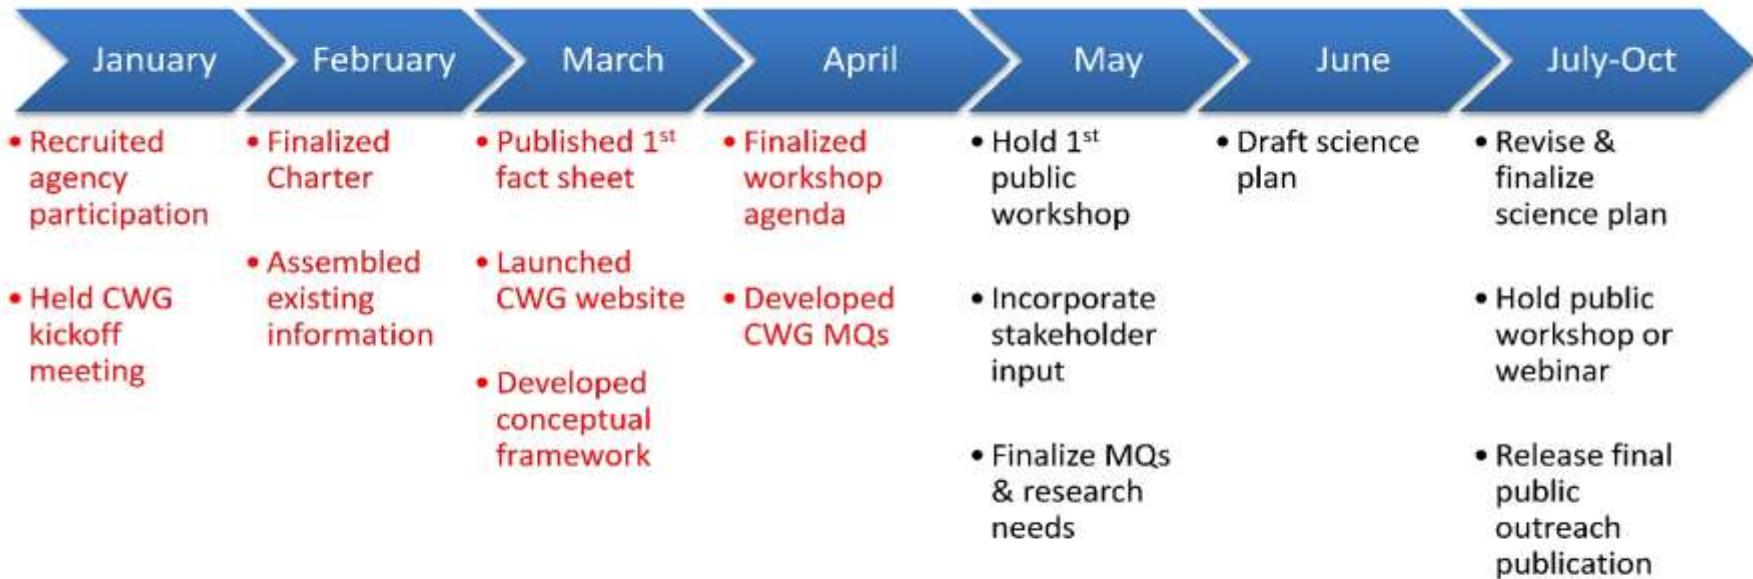 January
February
March
April
May
June
July-Oct
• Recruited
agency
participation
• Held CWG
kickoff
meeting
• Finalized
Charter
• Assembled
existing
information
• Published 1st
fact sheet
• Launched
CWG website
• Developed
conceptual
framework
• Finalized
workshop
agenda
• Developed
CWG MQs
• Hold 1st
public
workshop
• Incorporate
stakeholder
input
• Finalize MQs
& research
needs
• Draft science
plan
• Revise &
finalize
science plan
• Hold public
workshop or
webinar
• Release final
public
outreach
publication